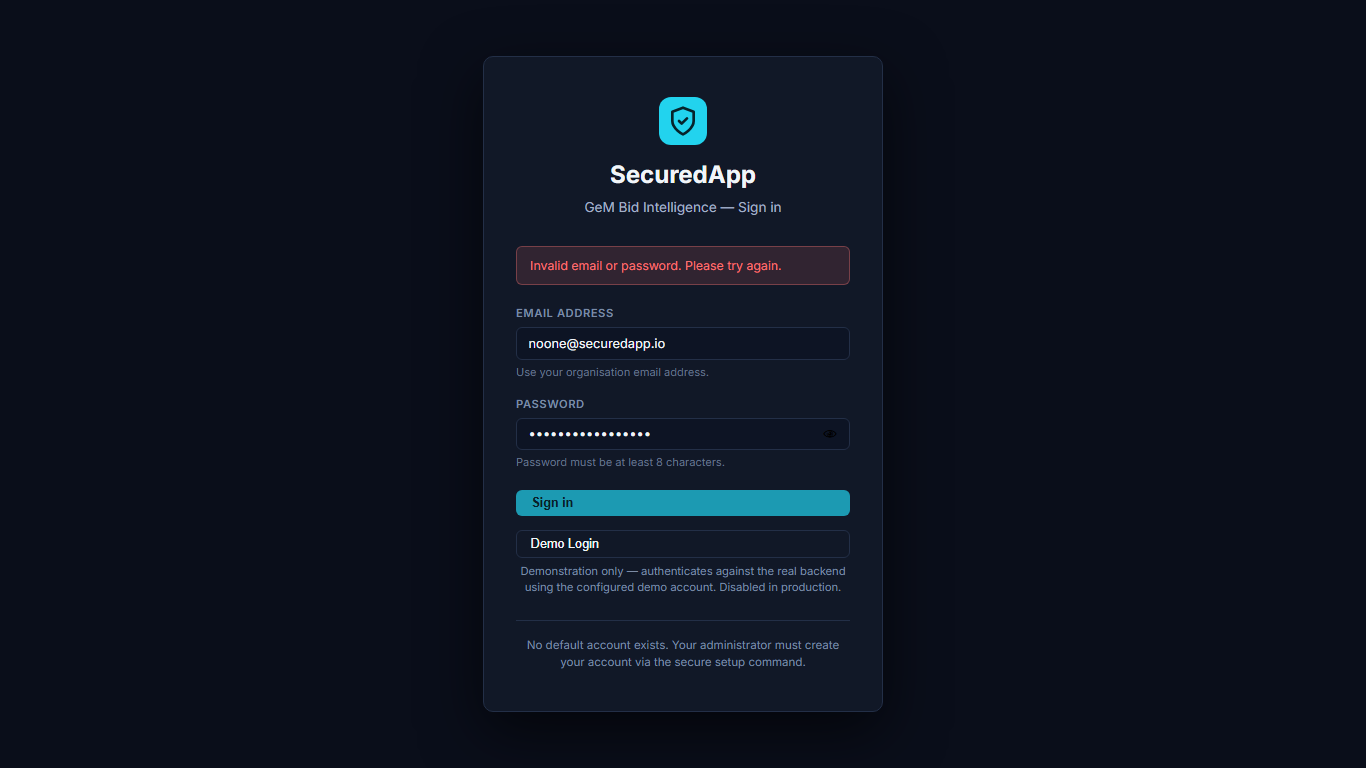 SecuredApp
GeM Bid Intelligence — Sign in
Invalid email or password. Please try again.
EMAIL ADDRESS
noone@securedapp.io
Use your organisation email address.
PASSWORD
•••••••••••••••••
Password must be at least 8 characters.
Sign in
Demo Login
Demonstration only — authenticates against the real backend
using the configured demo account. Disabled in production.
No default account exists. Your administrator must create
your account via the secure setup command.